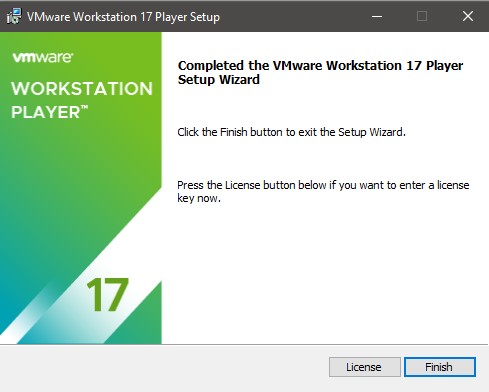 VMware Workstation 17 Player Setup
vmware®
WORKSTATION
PLAYER™
17
Completed the VMware Workstation 17 Player
Setup Wizard
Click the Finish button to exit the Setup Wizard.
Press the License button below if you want to enter a license
key now.
License
Finish